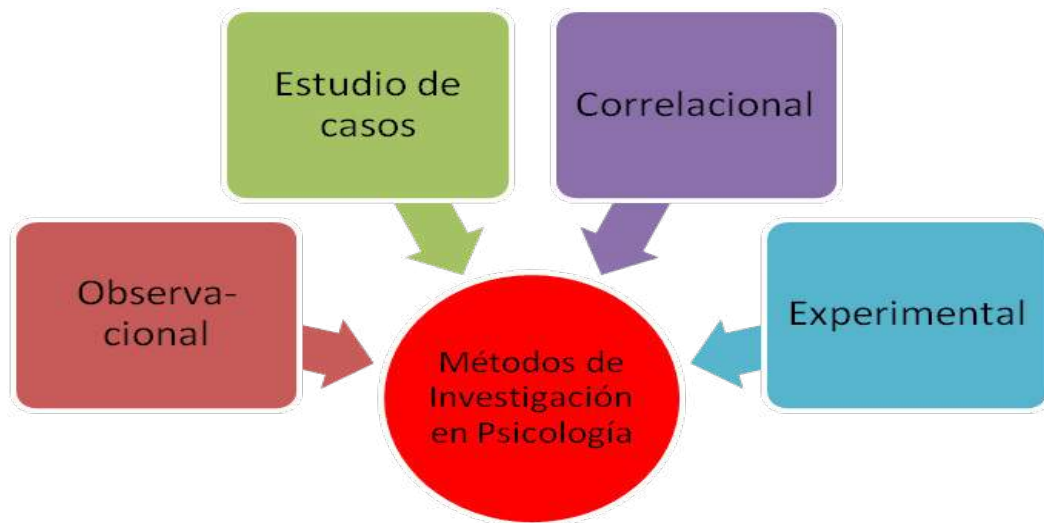 Estudio de
casos
Correlacional
Observa-
cional
Experimental
Métodos de
Investigación
en Psicología